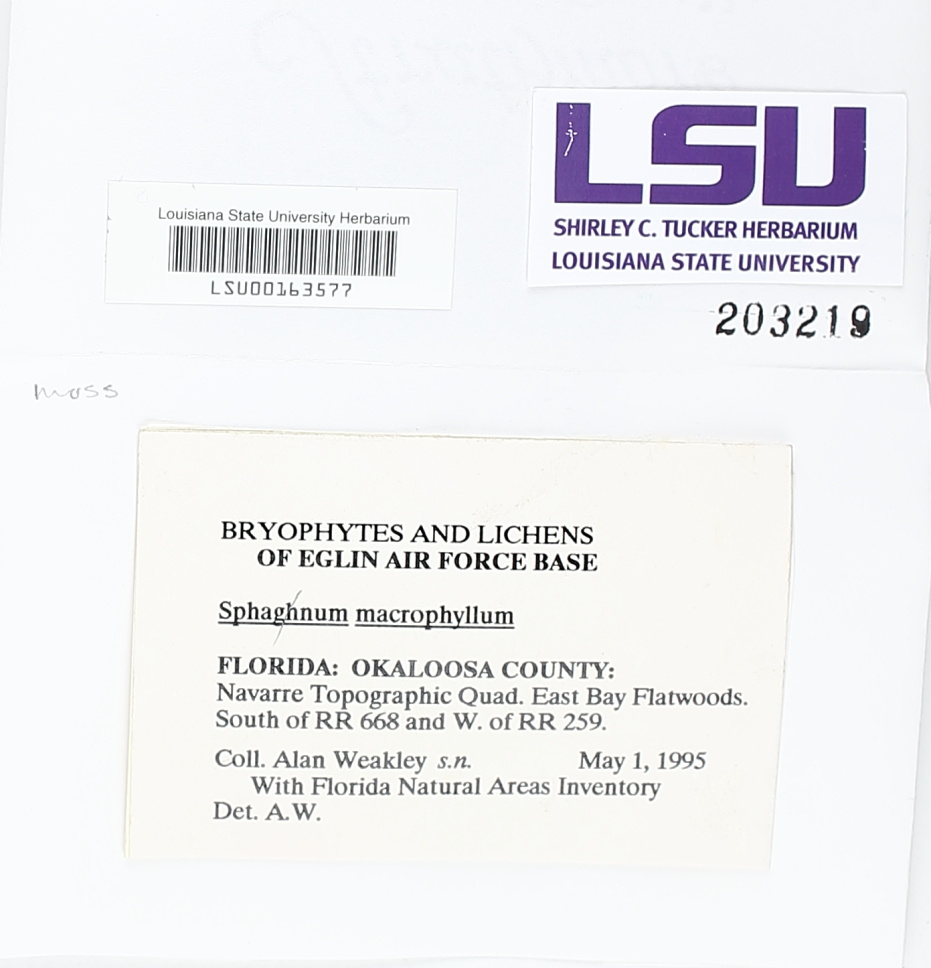 LSU
SHIRLEY C. TUCKER HERBARIUM
LOUISIANA STATE UNIVERSITY
Louisiana State University Herbarium
LSU00163577
203219
moss
BRYOPHYTES AND LICHENS
OF EGLIN AIR FORCE BASE
Sphaghnum macrophyllum
FLORIDA: OKALOOSA COUNTY:
Navarre Topographic Quad. East Bay Flatwoods.
South of RR 668 and W. of RR 259.
Coll. Alan Weakley s.n. May 1, 1995
With Florida Natural Areas Inventory
Det. A.W.